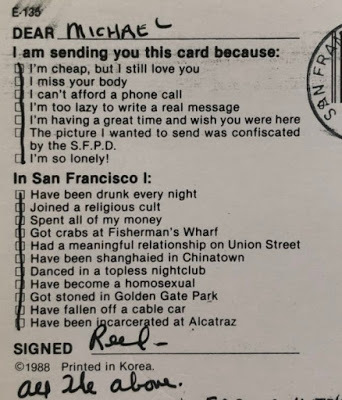 E-135
DEAR MICHAEL
I am sending you this card because:
I'm cheap, but I still love you
I miss your body
I can't afford a phone call
I'm too lazy to write a real message
I'm having a great time and wish you were here
The picture I wanted to send was confiscated
by the S.F.P.D.
I'm so lonely!
In San Francisco I:
Have been drunk every night
Joined a religious cult
Spent all of my money
Got crabs at Fisherman's Wharf
Had a meaningful relationship on Union Street
Have been shanghaied in Chinatown
Danced in a topless nightclub
Have become a homosexual
Got stoned in Golden Gate Park
Have fallen off a cable car
Have been incarcerated at Alcatraz
SIGNED Reed
©1988 Printed in Korea.
all the above.
SAN FRA